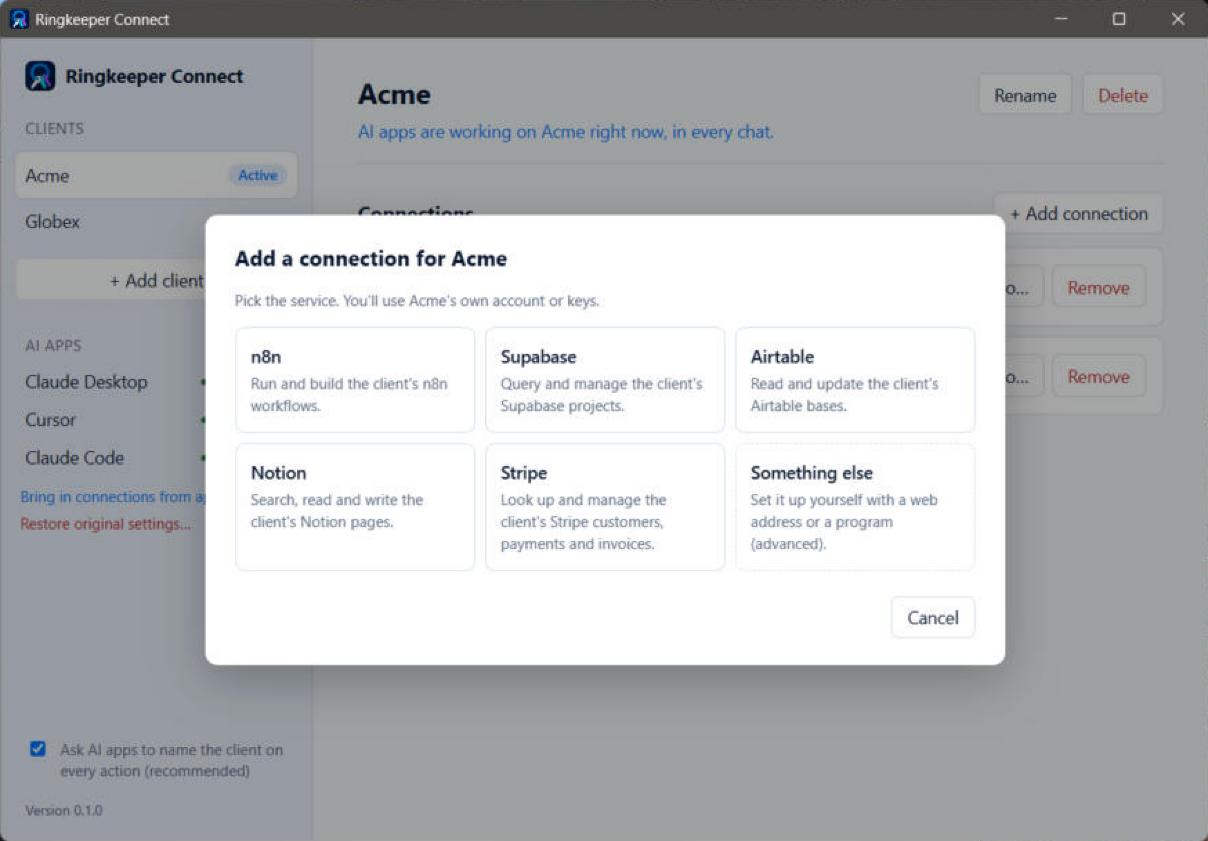 Ringkeeper Connect
Ringkeeper Connect
CLIENTS
Acme
Active
Globex
+ Add client
AI APPS
Claude Desktop
Cursor
Claude Code
Bring in connections from
Restore original settings...
Ask AI apps to name the client on
every action (recommended)
Version 0.1.0
Acme
Rename
Delete
AI apps are working on Acme right now, in every chat.
Connections
+ Add connection
o...
Remove
o...
Remove
Add a connection for Acme
Pick the service. You'll use Acme's own account or keys.
n8n
Run and build the client's n8n
workflows.
Supabase
Query and manage the client's
Supabase projects.
Airtable
Read and update the client's
Airtable bases.
Notion
Search, read and write the
client's Notion pages.
Stripe
Look up and manage the
client's Stripe customers,
payments and invoices.
Something else
Set it up yourself with a web
address or a program
(advanced).
Cancel